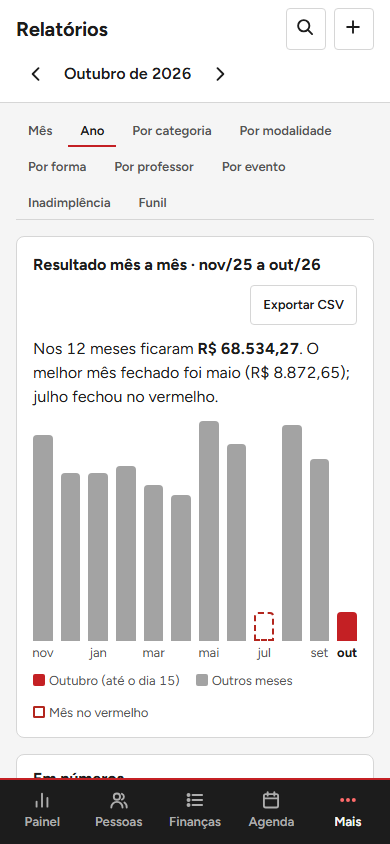 Relatórios
Outubro de 2026
Mês Ano Por categoria Por modalidade
Por forma Por professor Por evento
Inadimplência Funil
Resultado mês a mês · nov/25 a out/26
Exportar CSV
Nos 12 meses ficaram R$ 68.534,27. O
melhor mês fechado foi maio (R$ 8.872,65);
julho fechou no vermelho.
nov jan mar mai jul set out
Outubro (até o dia 15) Outros meses
Mês no vermelho
Em números
Painel Pessoas Finanças Agenda Mais